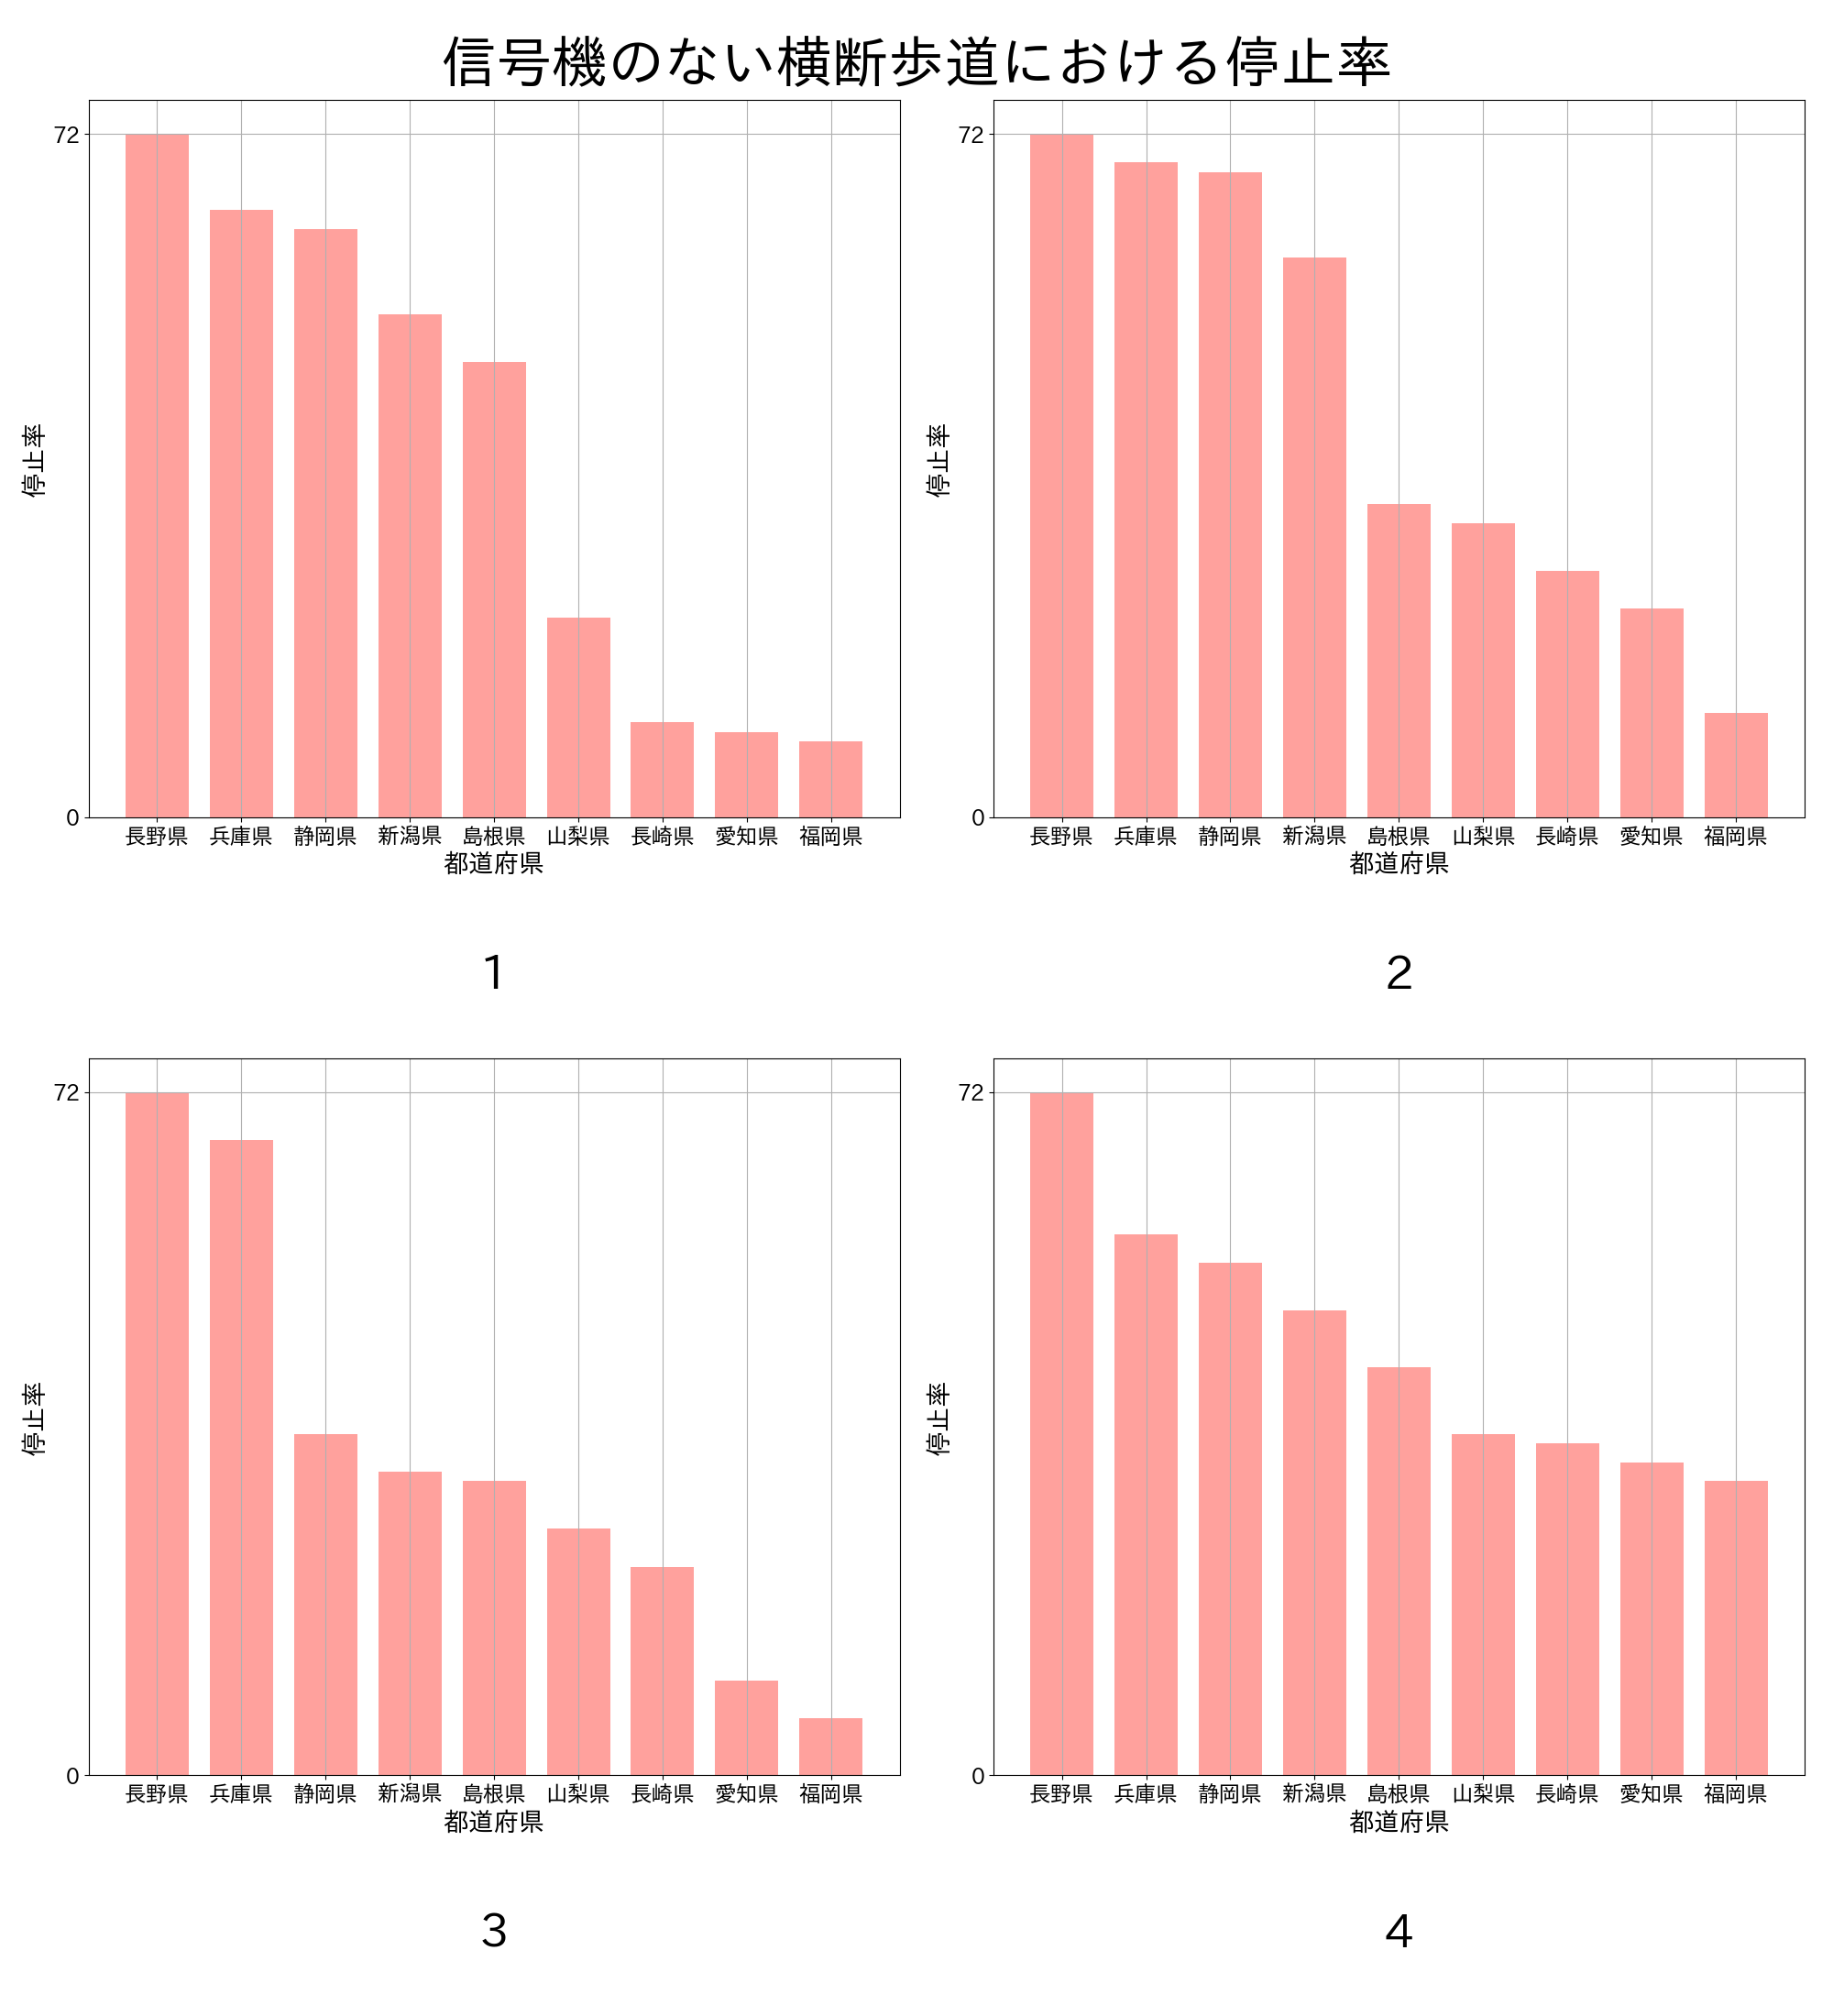 信号機のない横断歩道における停止率
72
0
停止率
長野県 兵庫県 静岡県 新潟県 島根県 山梨県 長崎県 愛知県 福岡県
都道府県
1
72
0
停止率
長野県 兵庫県 静岡県 新潟県 島根県 山梨県 長崎県 愛知県 福岡県
都道府県
2
72
0
停止率
長野県 兵庫県 静岡県 新潟県 島根県 山梨県 長崎県 愛知県 福岡県
都道府県
3
72
0
停止率
長野県 兵庫県 静岡県 新潟県 島根県 山梨県 長崎県 愛知県 福岡県
都道府県
4